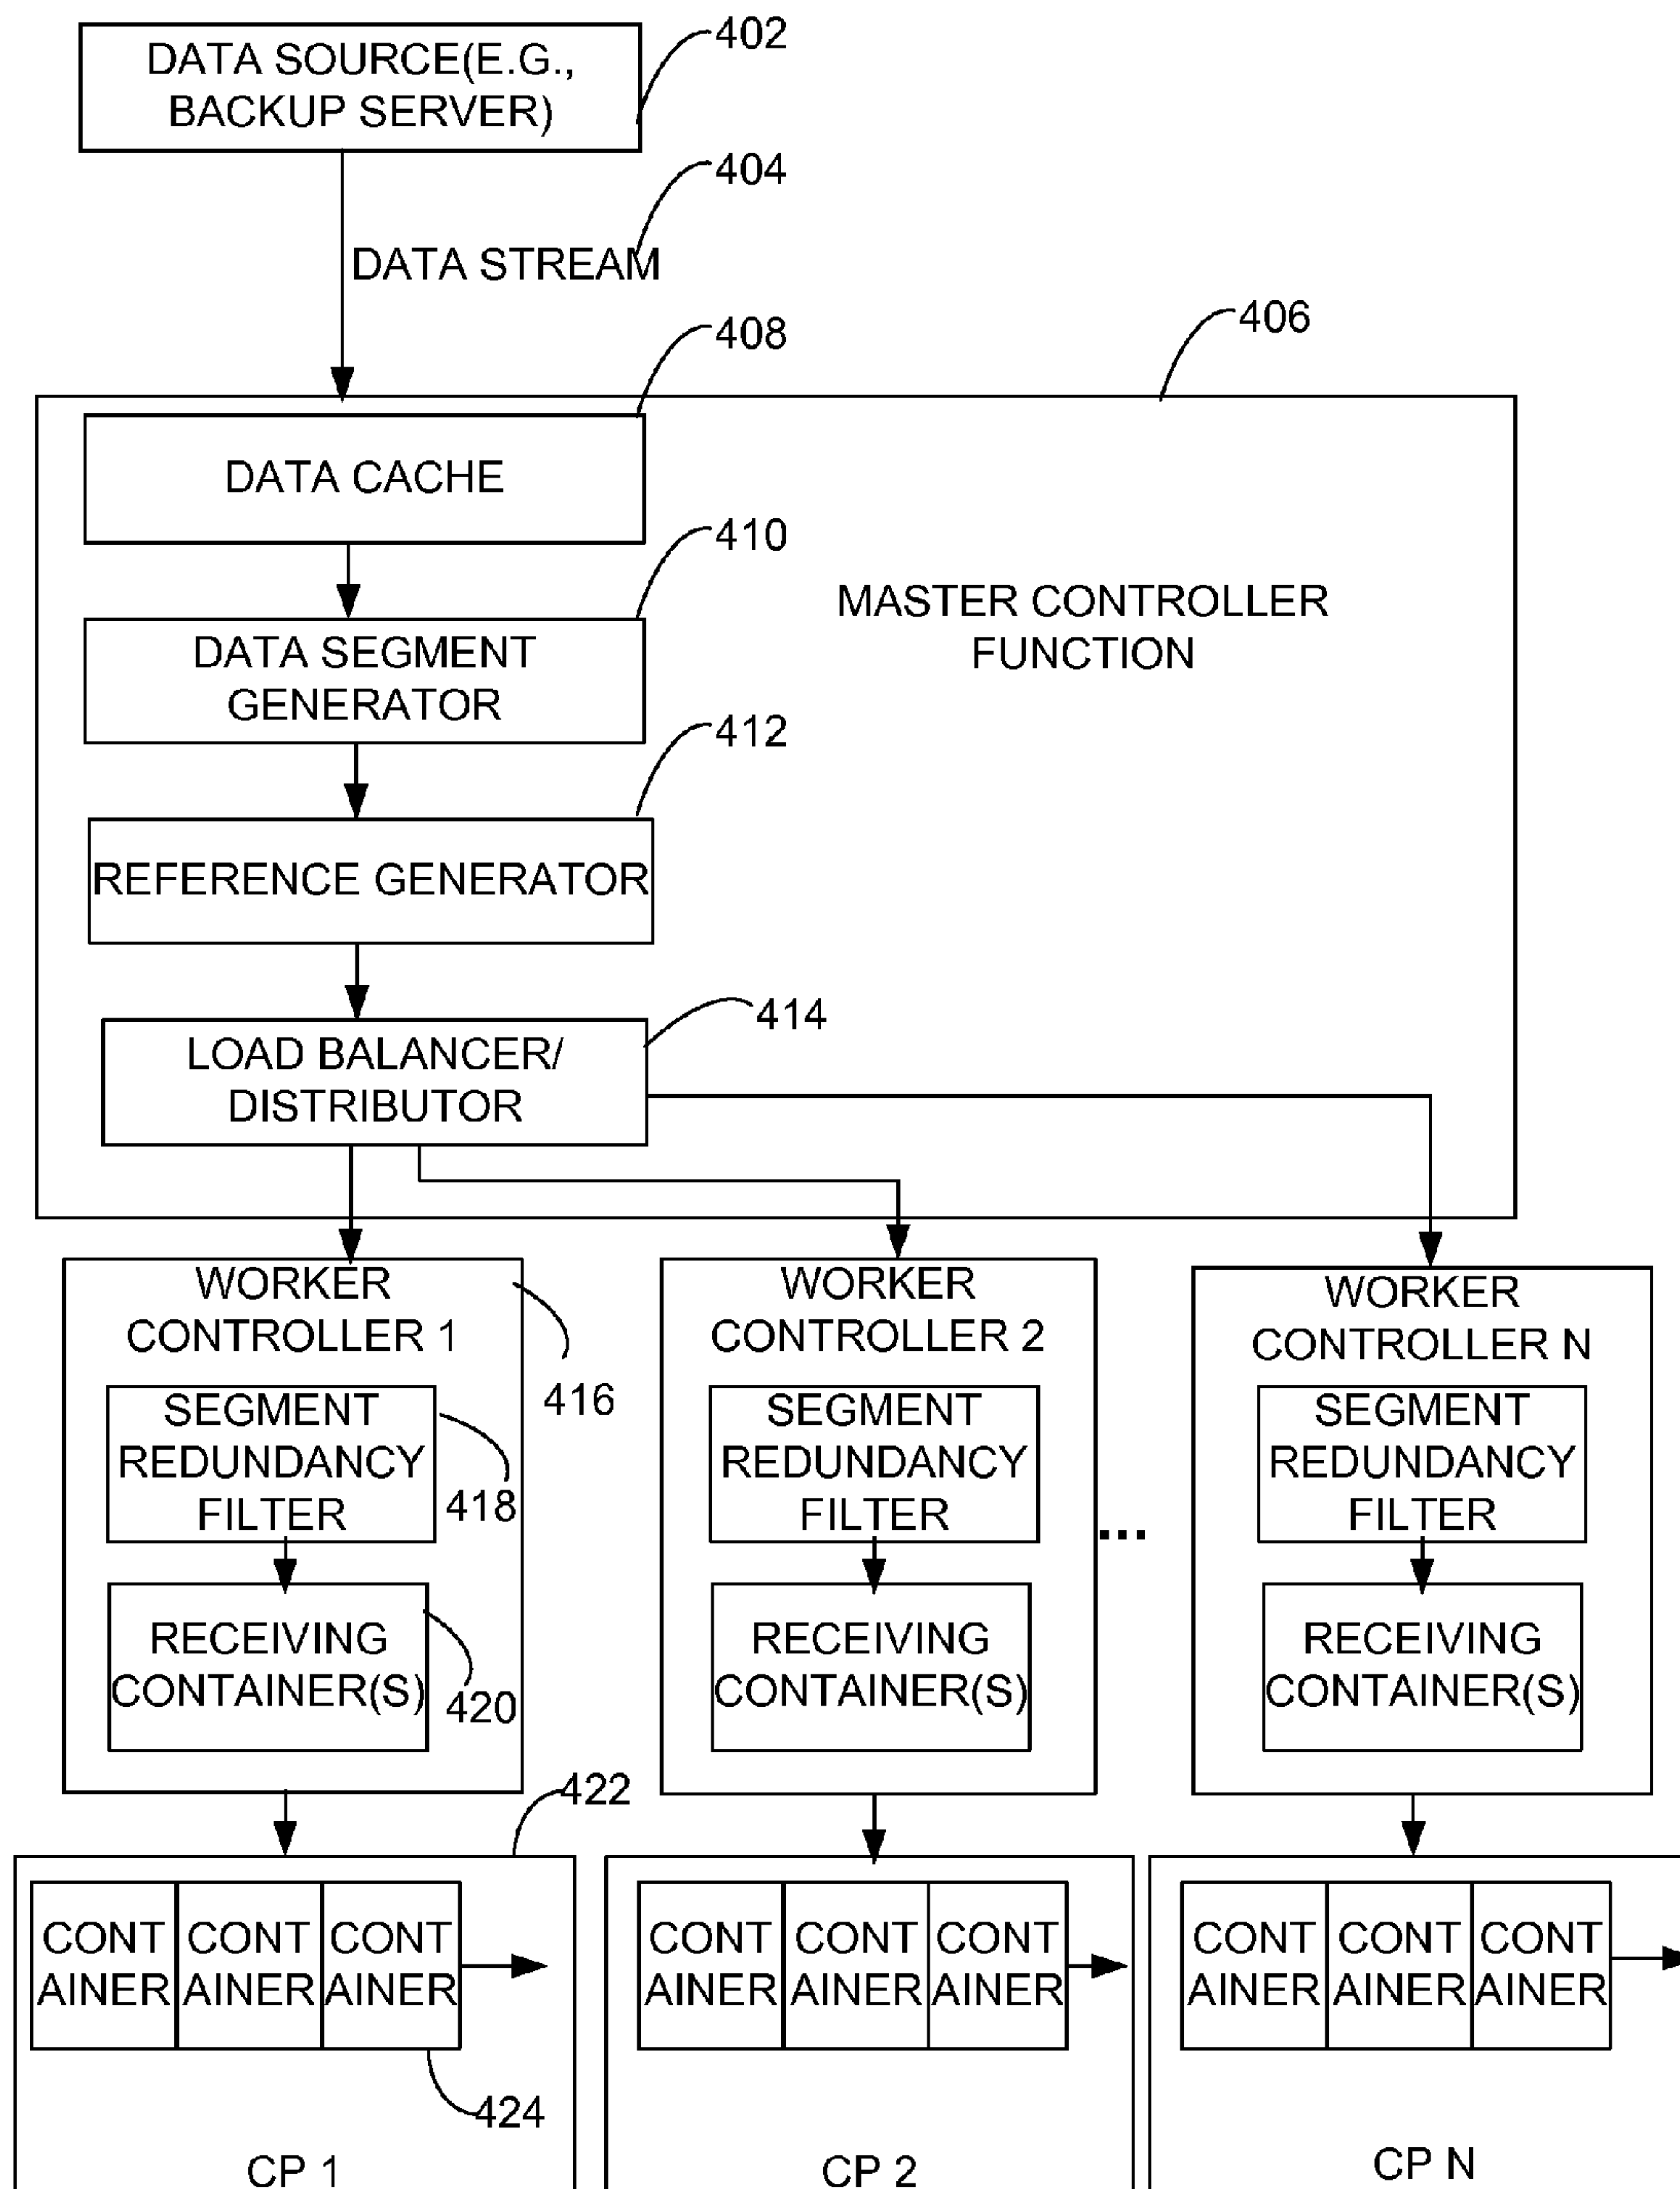 DATA SOURCE(E.G.,
BACKUP SERVER)
402
404
DATA STREAM
406
408
DATA CACHE
410
DATA SEGMENT
GENERATOR
MASTER CONTROLLER
FUNCTION
412
REFERENCE GENERATOR
414
LOAD BALANCER/
DISTRIBUTOR
WORKER
CONTROLLER 1
416
SEGMENT
REDUNDANCY
FILTER
418
RECEIVING
CONTAINER(S)
420
WORKER
CONTROLLER 2
SEGMENT
REDUNDANCY
FILTER
RECEIVING
CONTAINER(S)
...
WORKER
CONTROLLER N
SEGMENT
REDUNDANCY
FILTER
RECEIVING
CONTAINER(S)
422
CONT
AINER
CONT
AINER
CONT
AINER
424
CP 1
CONT
AINER
CONT
AINER
CONT
AINER
CP 2
CONT
AINER
CONT
AINER
CONT
AINER
CP N